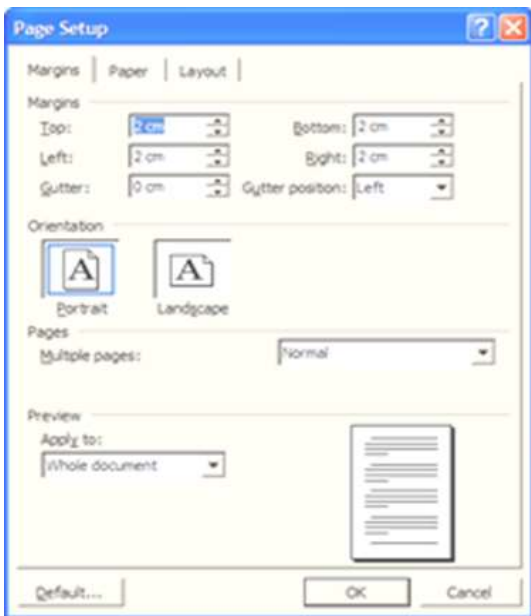 Page Setup
Margins Paper Layout
Margins
Top: 2 cm Bottom: 2 cm
Left: 2 cm Right: 2 cm
Gutter: 0 cm Gutter position: Left
Orientation
A A
Portrait Landscape
Pages
Multiple pages: Normal
Preview
Apply to:
Whole document
Default... OK Cancel